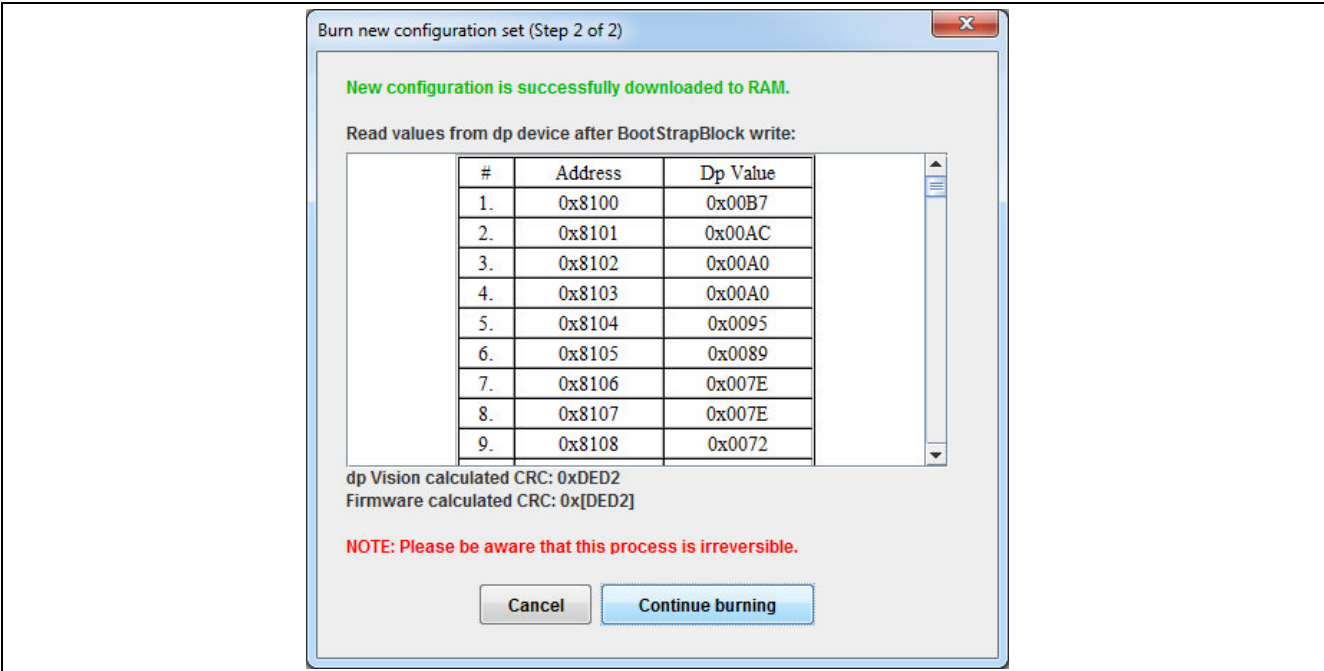 Burn new configuration set (Step 2 of 2)
New configuration is successfully downloaded to RAM.
Read values from dp device after BootStrapBlock write:
# Address Dp Value
1. 0x8100 0x00B7
2. 0x8101 0x00AC
3. 0x8102 0x00A0
4. 0x8103 0x00A0
5. 0x8104 0x0095
6. 0x8105 0x0089
7. 0x8106 0x007E
8. 0x8107 0x007E
9. 0x8108 0x0072
dp Vision calculated CRC: 0xDED2
Firmware calculated CRC: 0x[DED2]
NOTE: Please be aware that this process is irreversible.
Cancel Continue burning